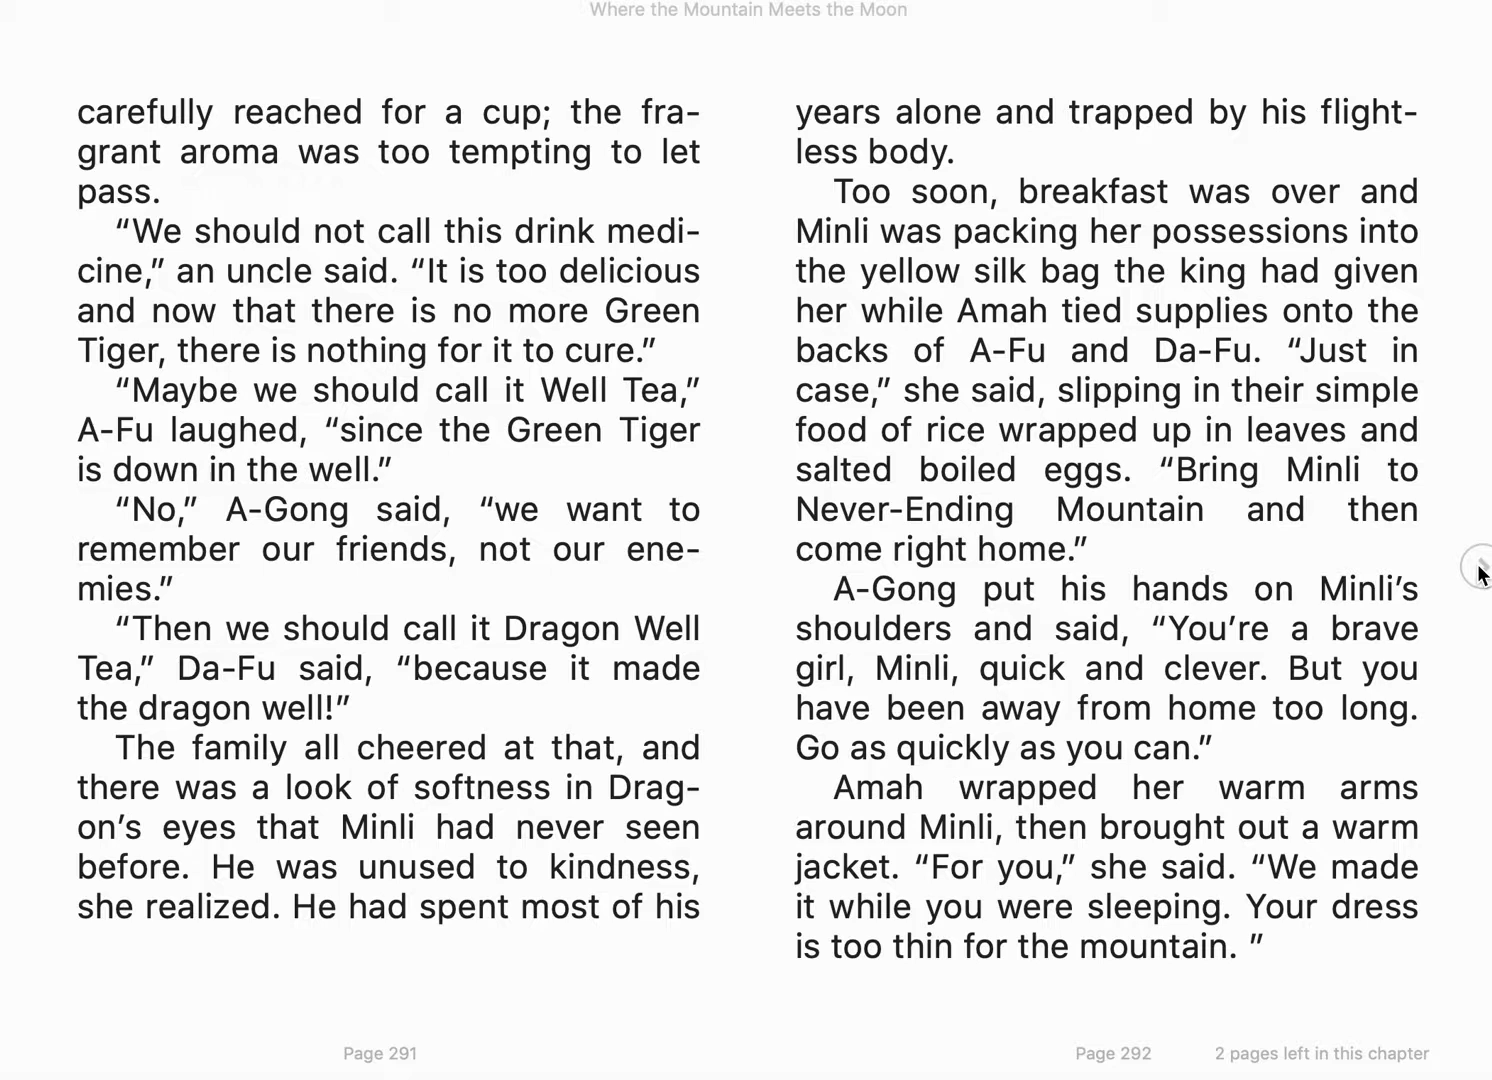 Where the Mountain Meets the Moon
carefully reached for a cup; the fra-
grant aroma was too tempting to let
pass.
“We should not call this drink medi-
cine,” an uncle said. “It is too delicious
and now that there is no more Green
Tiger, there is nothing for it to cure.”
“Maybe we should call it Well Tea,”
A-Fu laughed, “since the Green Tiger
is down in the well.”
“No,” A-Gong said, “we want to
remember our friends, not our ene-
mies.”
“Then we should call it Dragon Well
Tea,” Da-Fu said, “because it made
the dragon well!”
The family all cheered at that, and
there was a look of softness in Drag-
on’s eyes that Minli had never seen
before. He was unused to kindness,
she realized. He had spent most of his
years alone and trapped by his flight-
less body.
Too soon, breakfast was over and
Minli was packing her possessions into
the yellow silk bag the king had given
her while Amah tied supplies onto the
backs of A-Fu and Da-Fu. “Just in
case,” she said, slipping in their simple
food of rice wrapped up in leaves and
salted boiled eggs. “Bring Minli to
Never-Ending Mountain and then
come right home.”
A-Gong put his hands on Minli’s
shoulders and said, “You’re a brave
girl, Minli, quick and clever. But you
have been away from home too long.
Go as quickly as you can.”
Amah wrapped her warm arms
around Minli, then brought out a warm
jacket. “For you,” she said. “We made
it while you were sleeping. Your dress
is too thin for the mountain. ”
Page 291
Page 292
2 pages left in this chapter